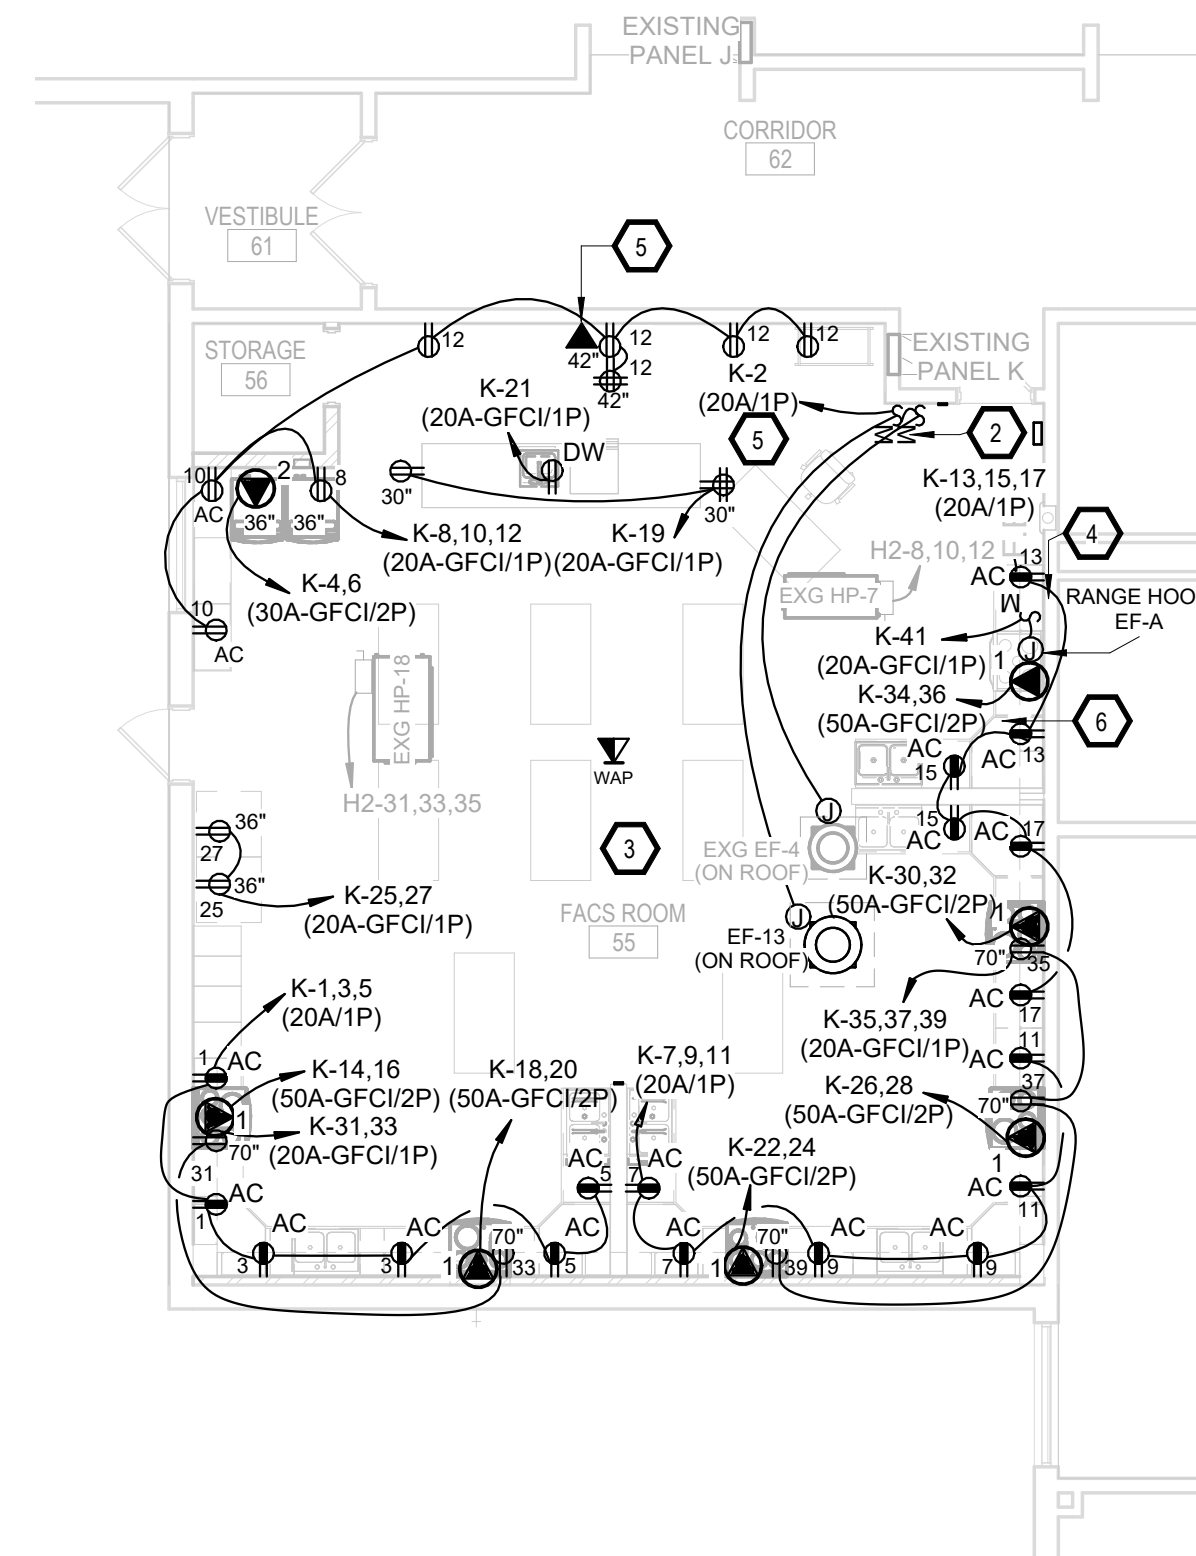 EXISTING
PANEL J
CORRIDOR
62
VESTIBULE
61
5
STORAGE
56
12
42"
12
12
12
12
42"
EXISTING
PANEL K
K-2
(20A/1P)
K-21
(20A-GFCI/1P)
5
2
DW
10
AC
2
36"
36"
8
30"
30"
K-13,15,17
(20A/1P)
K-8,10,12
(20A-GFCI/1P)
K-19
(20A-GFCI/1P)
4
H2-8,10,12
13
AC
K-4,6
(30A-GFCI/2P)
EXG HP-7
RANGE HOO
EF-A
M
10
AC
K-41
(20A-GFCI/1P)
1
J
EXG HP-18
K-34,36
(50A-GFCI/2P)
6
WAP
AC
15
AC
13
H2-31,33,35
J
36"
27
15
AC
AC
17
3
EXG EF-4
(ON ROOF)
36"
25
K-25,27
(20A-GFCI/1P)
K-30,32
(50A-GFCI/2P)
1
FACS ROOM
55
J
EF-13
(ON ROOF)
70"
35
K-1,3,5
(20A/1P)
AC
17
K-35,37,39
(20A-GFCI/1P)
1
AC
K-14,16
(50A-GFCI/2P)
K-18,20
(50A-GFCI/2P)
K-7,9,11
(20A/1P)
11
AC
37
K-26,28
(50A-GFCI/2P)
70"
1
K-31,33
(20A-GFCI/1P)
70"
31
K-22,24
(50A-GFCI/2P)
1
AC
5
AC
7
AC
11
AC
1
AC
3
AC
3
1
70"
33
AC
5
7
1
70"
39
AC
9
AC
9